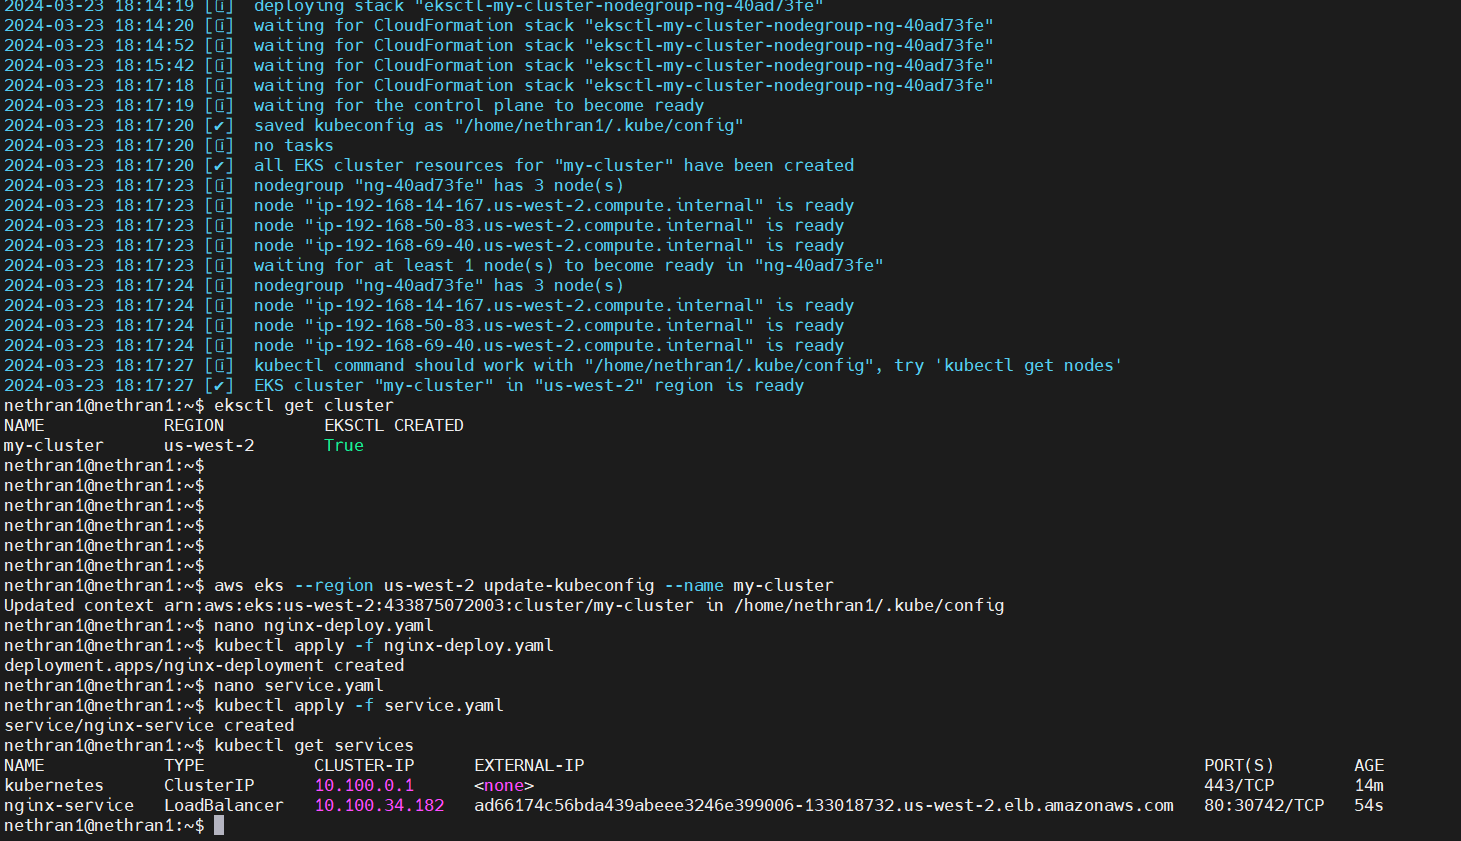 2024-03-23 18:14:19 [ℹ]  deploying stack "eksctl-my-cluster-nodegroup-ng-40ad73fe"
2024-03-23 18:14:20 [ℹ]  waiting for CloudFormation stack "eksctl-my-cluster-nodegroup-ng-40ad73fe"
2024-03-23 18:14:52 [ℹ]  waiting for CloudFormation stack "eksctl-my-cluster-nodegroup-ng-40ad73fe"
2024-03-23 18:15:42 [ℹ]  waiting for CloudFormation stack "eksctl-my-cluster-nodegroup-ng-40ad73fe"
2024-03-23 18:17:18 [ℹ]  waiting for CloudFormation stack "eksctl-my-cluster-nodegroup-ng-40ad73fe"
2024-03-23 18:17:19 [ℹ]  waiting for the control plane to become ready
2024-03-23 18:17:20 [✔]  saved kubeconfig as "/home/nethran1/.kube/config"
2024-03-23 18:17:20 [ℹ]  no tasks
2024-03-23 18:17:20 [✔]  all EKS cluster resources for "my-cluster" have been created
2024-03-23 18:17:23 [ℹ]  nodegroup "ng-40ad73fe" has 3 node(s)
2024-03-23 18:17:23 [ℹ]  node "ip-192-168-14-167.us-west-2.compute.internal" is ready
2024-03-23 18:17:23 [ℹ]  node "ip-192-168-50-83.us-west-2.compute.internal" is ready
2024-03-23 18:17:23 [ℹ]  node "ip-192-168-69-40.us-west-2.compute.internal" is ready
2024-03-23 18:17:23 [ℹ]  waiting for at least 1 node(s) to become ready in "ng-40ad73fe"
2024-03-23 18:17:24 [ℹ]  nodegroup "ng-40ad73fe" has 3 node(s)
2024-03-23 18:17:24 [ℹ]  node "ip-192-168-14-167.us-west-2.compute.internal" is ready
2024-03-23 18:17:24 [ℹ]  node "ip-192-168-50-83.us-west-2.compute.internal" is ready
2024-03-23 18:17:24 [ℹ]  node "ip-192-168-69-40.us-west-2.compute.internal" is ready
2024-03-23 18:17:27 [ℹ]  kubectl command should work with "/home/nethran1/.kube/config", try 'kubectl get nodes'
2024-03-23 18:17:27 [✔]  EKS cluster "my-cluster" in "us-west-2" region is ready
nethran1@nethran1:~$ eksctl get cluster
NAME            REGION          EKSCTL CREATED
my-cluster      us-west-2       True
nethran1@nethran1:~$
nethran1@nethran1:~$
nethran1@nethran1:~$
nethran1@nethran1:~$
nethran1@nethran1:~$
nethran1@nethran1:~$
nethran1@nethran1:~$ aws eks --region us-west-2 update-kubeconfig --name my-cluster
Updated context arn:aws:eks:us-west-2:433875072003:cluster/my-cluster in /home/nethran1/.kube/config
nethran1@nethran1:~$ nano nginx-deploy.yaml
nethran1@nethran1:~$ kubectl apply -f nginx-deploy.yaml
deployment.apps/nginx-deployment created
nethran1@nethran1:~$ nano service.yaml
nethran1@nethran1:~$ kubectl apply -f service.yaml
service/nginx-service created
nethran1@nethran1:~$ kubectl get services
NAME            TYPE           CLUSTER-IP      EXTERNAL-IP                                                              PORT(S)        AGE
kubernetes      ClusterIP      10.100.0.1      <none>                                                                   443/TCP        14m
nginx-service   LoadBalancer   10.100.34.182   ad66174c56bda439abeee3246e399006-133018732.us-west-2.elb.amazonaws.com   80:30742/TCP   54s
nethran1@nethran1:~$